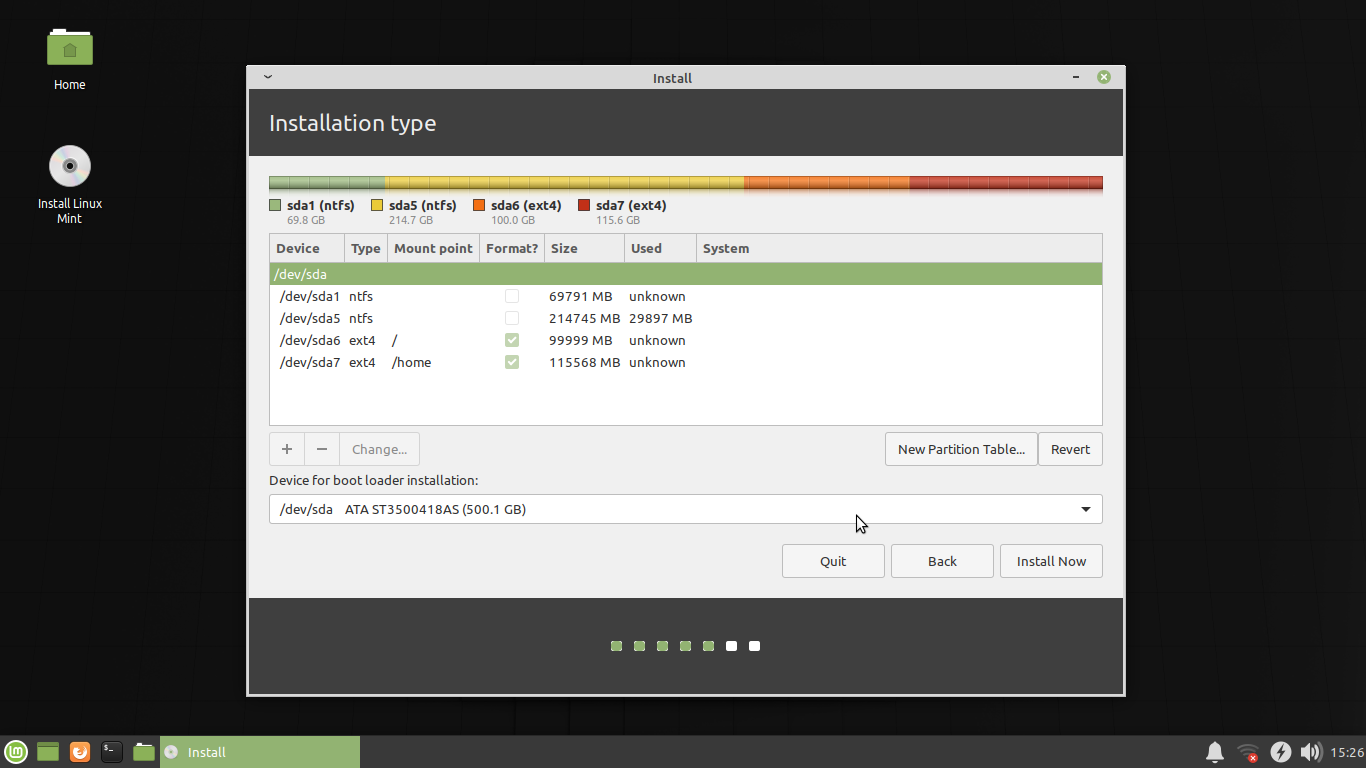 Home
Install Linux
Mint
Install
Installation type
sda1 (ntfs) sda5 (ntfs) sda6 (ext4) sda7 (ext4)
69.8 GB 214.7 GB 100.0 GB 115.6 GB
Device Type Mount point Format? Size Used System
/dev/sda
/dev/sda1 ntfs 69791 MB unknown
/dev/sda5 ntfs 214745 MB 29897 MB
/dev/sda6 ext4 / 99999 MB unknown
/dev/sda7 ext4 /home 115568 MB unknown
+ − Change... New Partition Table... Revert
Device for boot loader installation:
/dev/sda ATA ST3500418AS (500.1 GB)
Quit Back Install Now
Install 15:26